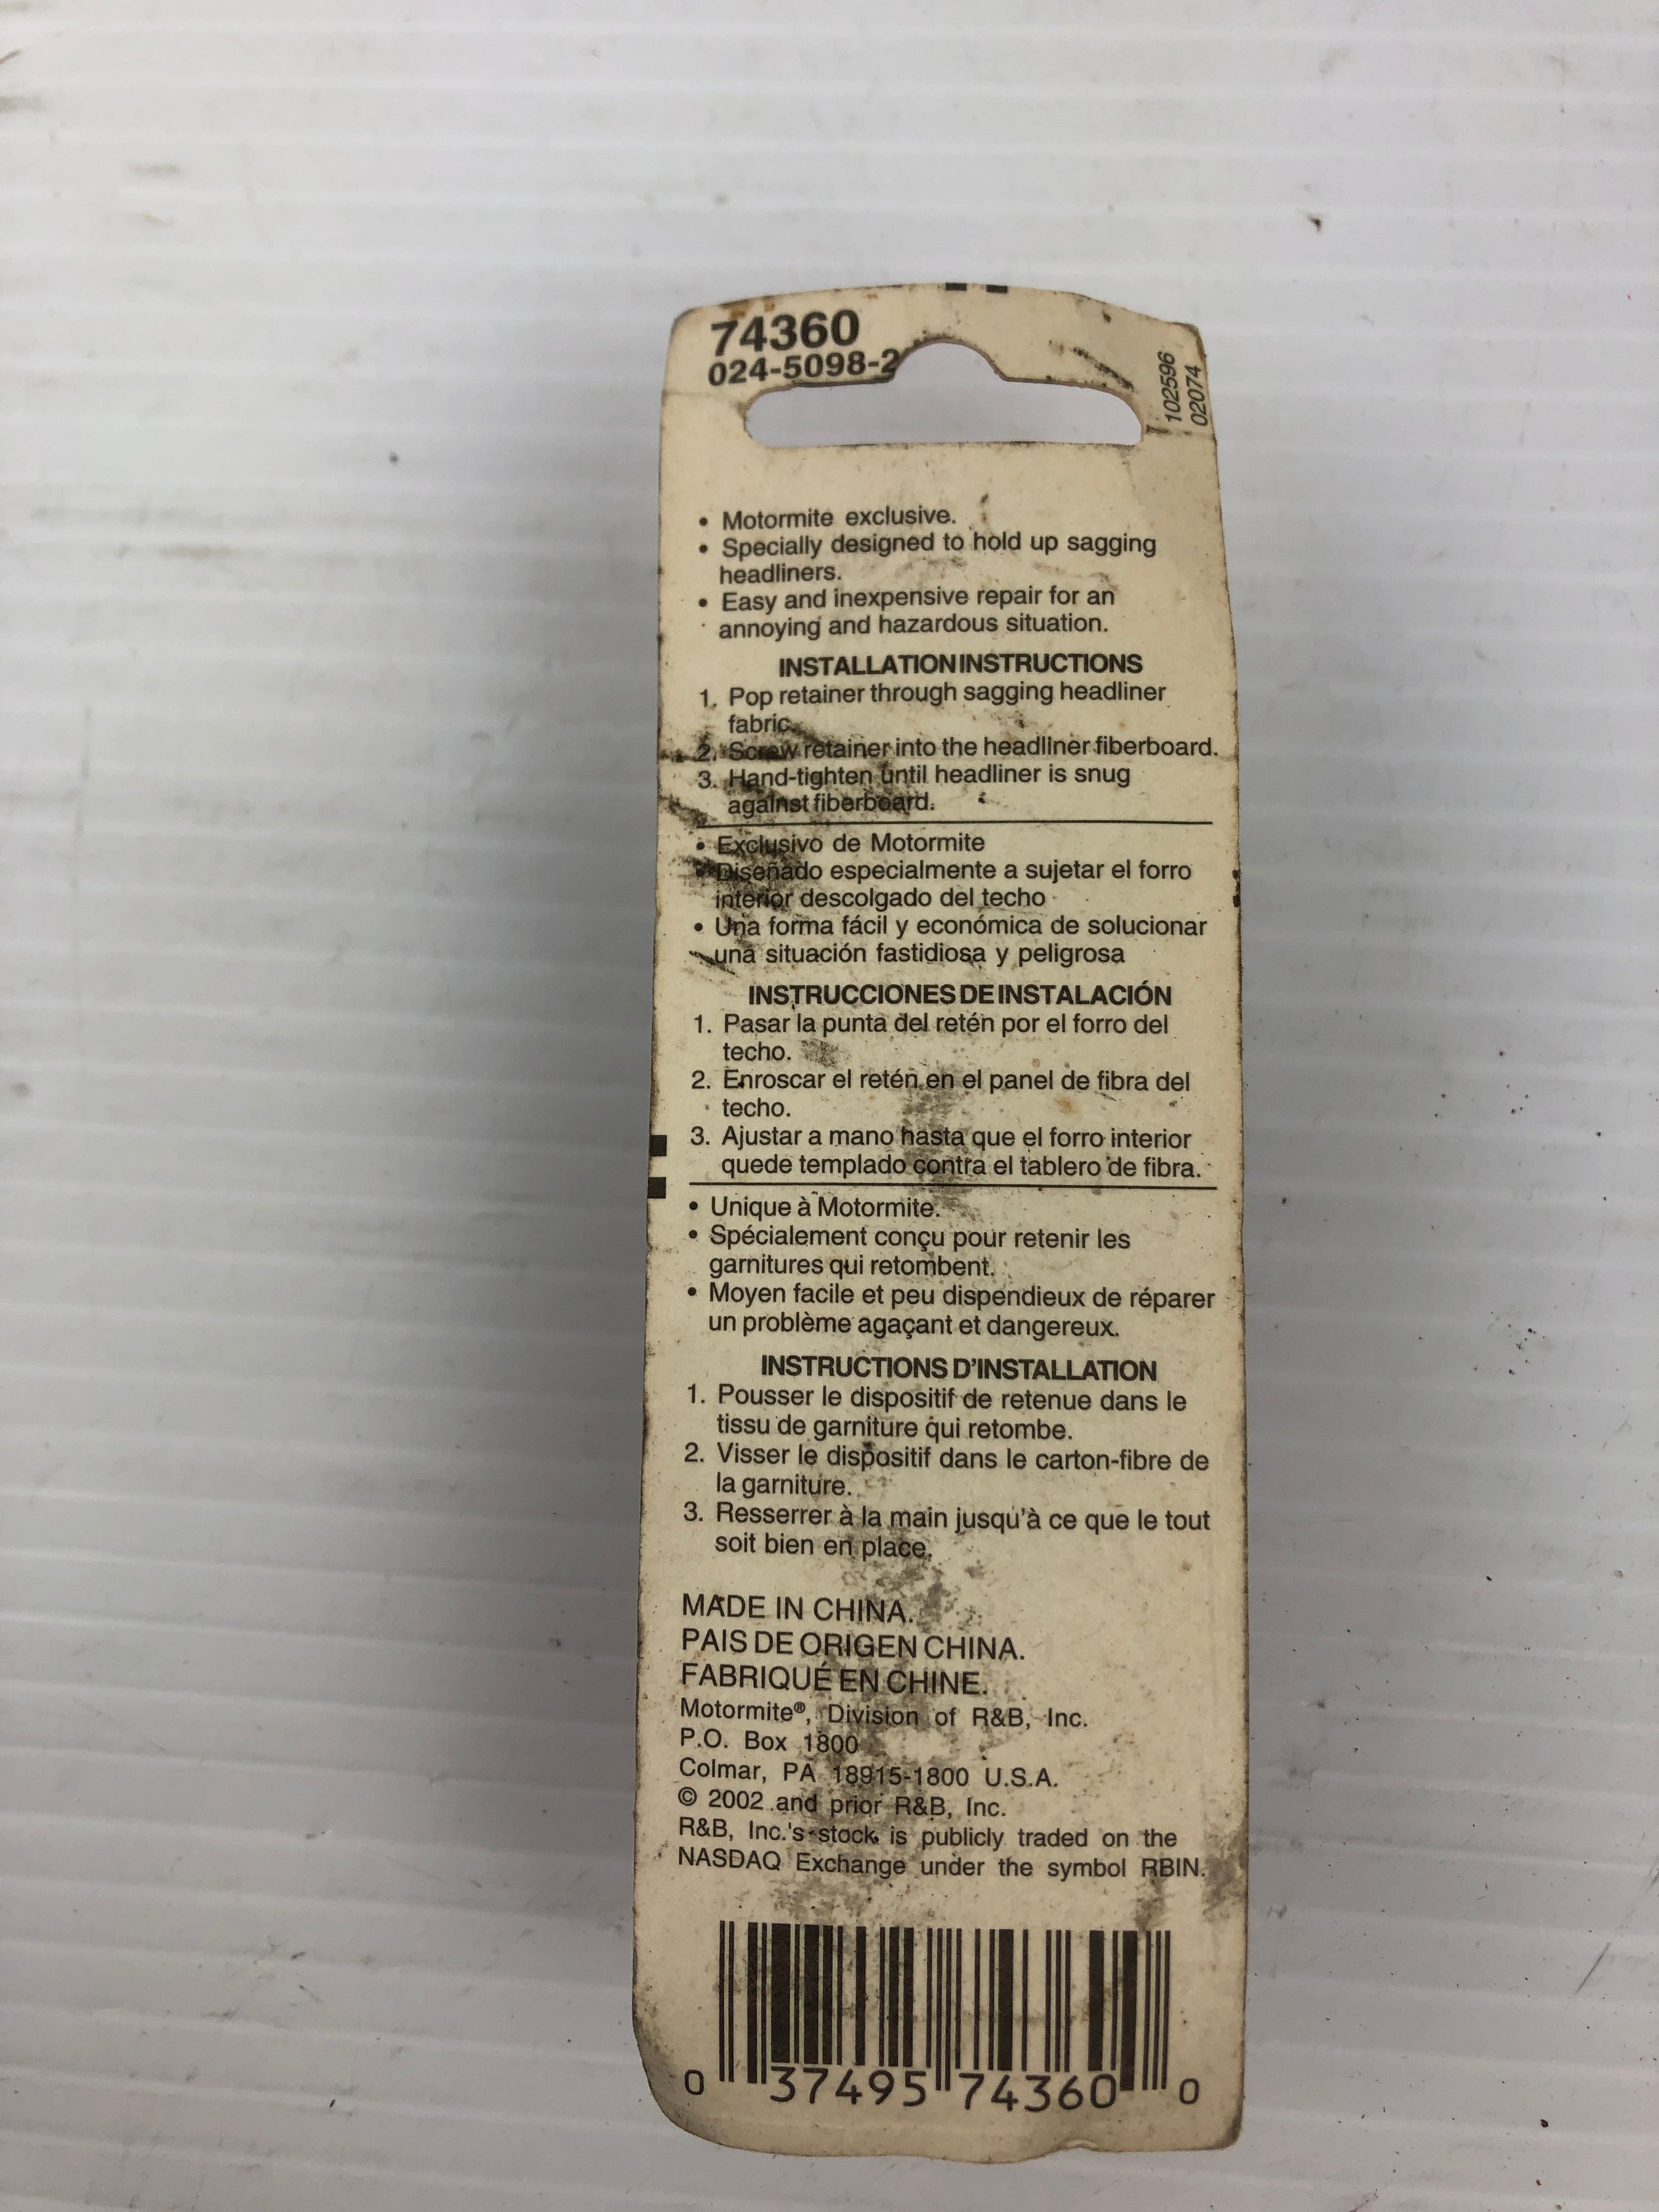 74360
024-5098-2
102596
02074
• Motormite exclusive.
• Specially designed to hold up sagging
headliners.
• Easy and inexpensive repair for an
annoying and hazardous situation.
INSTALLATION INSTRUCTIONS
1. Pop retainer through sagging headliner
fabric.
2. Screw retainer into the headliner fiberboard.
3. Hand-tighten until headliner is snug
against fiberboard.
• Exclusivo de Motormite
• Diseñado especialmente a sujetar el forro
interior descolgado del techo
• Una forma fácil y económica de solucionar
una situación fastidiosa y peligrosa
INSTRUCCIONES DE INSTALACIÓN
1. Pasar la punta del retén por el forro del
techo.
2. Enroscar el retén en el panel de fibra del
techo.
3. Ajustar a mano hasta que el forro interior
quede templado contra el tablero de fibra.
• Unique à Motormite.
• Spécialement conçu pour retenir les
garnitures qui retombent.
• Moyen facile et peu dispendieux de réparer
un problème agaçant et dangereux.
INSTRUCTIONS D'INSTALLATION
1. Pousser le dispositif de retenue dans le
tissu de garniture qui retombe.
2. Visser le dispositif dans le carton-fibre de
la garniture.
3. Resserrer à la main jusqu'à ce que le tout
soit bien en place.
MADE IN CHINA.
PAIS DE ORIGEN CHINA.
FABRIQUÉ EN CHINE.
Motormite®, Division of R&B, Inc.
P.O. Box 1800
Colmar, PA 18915-1800 U.S.A.
© 2002 and prior R&B, Inc.
R&B, Inc.'s stock is publicly traded on the
NASDAQ Exchange under the symbol RBIN.
0 37495 74360 0